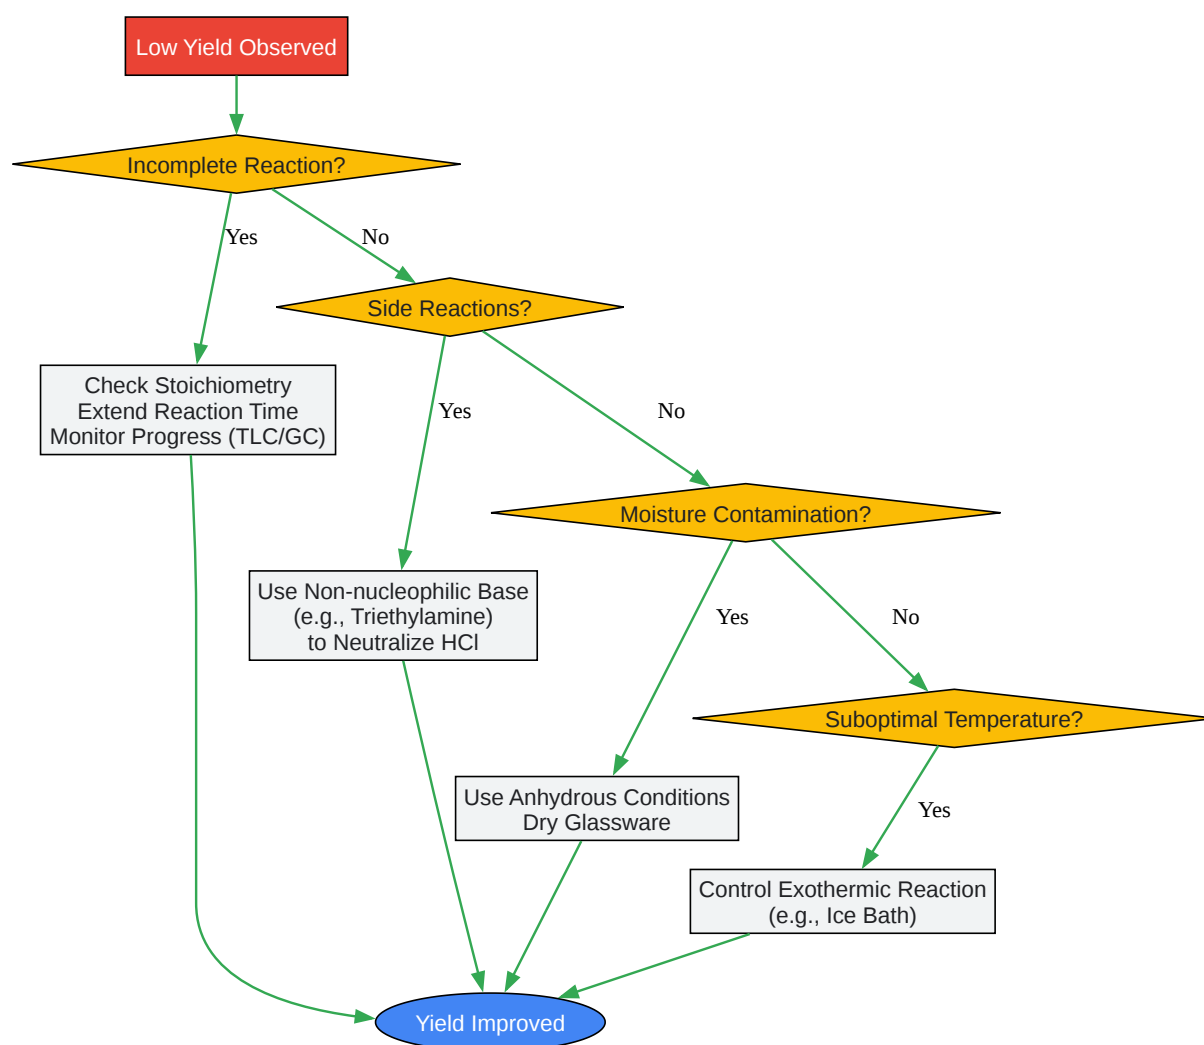 Low Yield Observed
Incomplete Reaction?
Yes
No
Side Reactions?
Check Stoichiometry
Extend Reaction Time
Monitor Progress (TLC/GC)
Yes
No
Moisture Contamination?
Use Non-nucleophilic Base
(e.g., Triethylamine)
to Neutralize HCl
Yes
No
Suboptimal Temperature?
Use Anhydrous Conditions
Dry Glassware
Yes
Control Exothermic Reaction
(e.g., Ice Bath)
Yield Improved